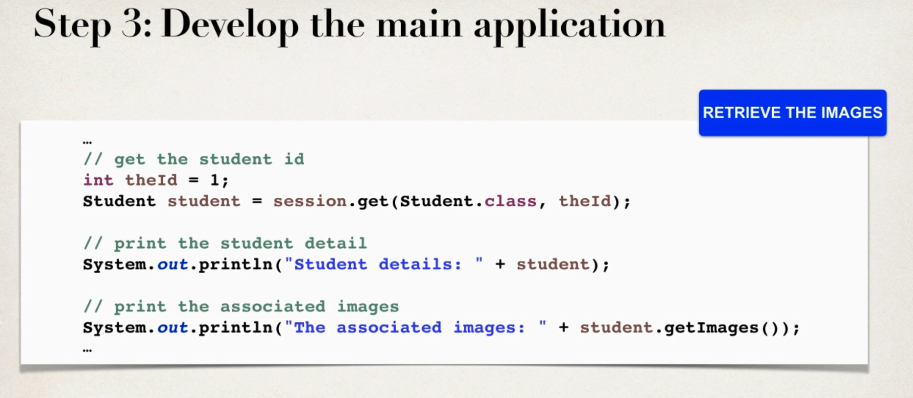 Step 3: Develop the main application
RETRIEVE THE IMAGES
…
// get the student id
int theId = 1;
Student student = session.get(Student.class, theId);
// print the student detail
System.out.println("Student details: " + student);
// print the associated images
System.out.println("The associated images: " + student.getImages());
…